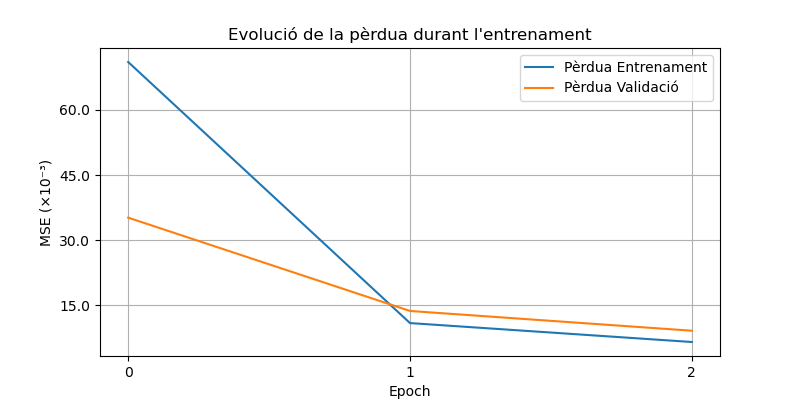 Evolució de la pèrdua durant l'entrenament
Pèrdua Entrenament
Pèrdua Validació
MSE (×10⁻³)
60.0
45.0
30.0
15.0
0 1 2
Epoch